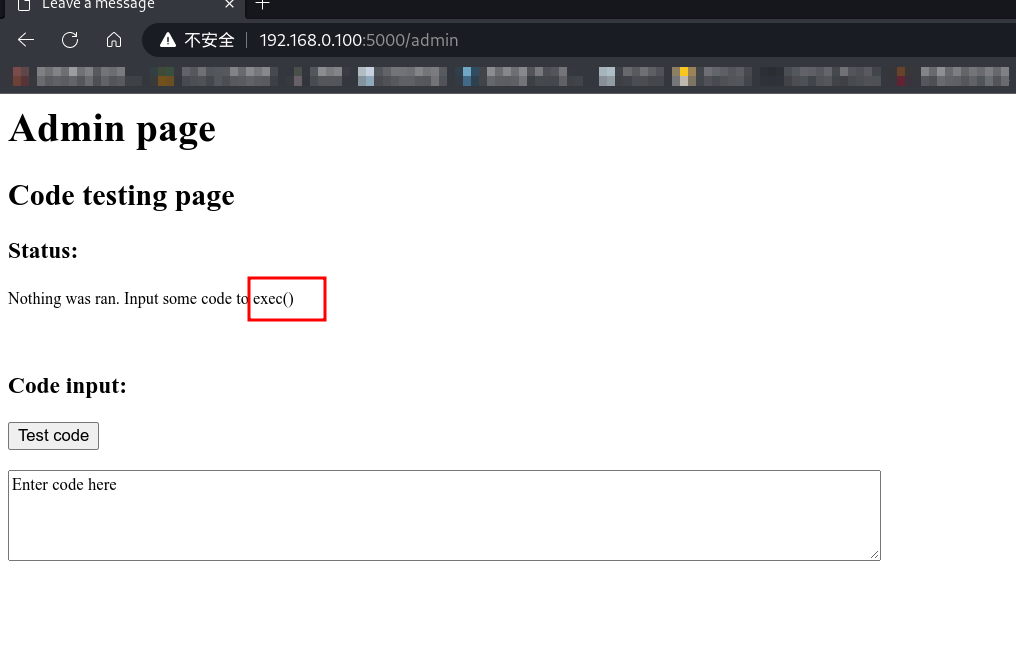 Leave a message
不安全 192.168.0.100:5000/admin
Admin page
Code testing page
Status:
Nothing was ran. Input some code to exec()
Code input:
Test code
Enter code here